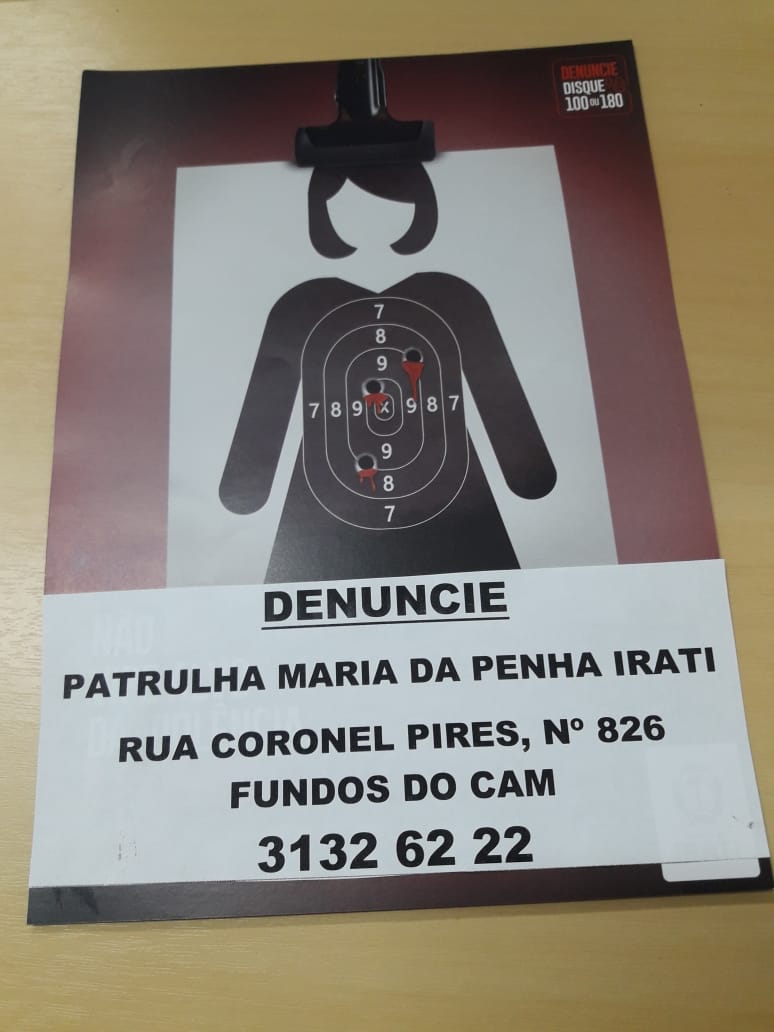 DENUNCIE
DISQUE
100 ou 180
7
8
9
7 8 9 x 9 8 7
9
8
7
DENUNCIE
PATRULHA MARIA DA PENHA IRATI
RUA CORONEL PIRES, Nº 826
FUNDOS DO CAM
3132 62 22
NÃO